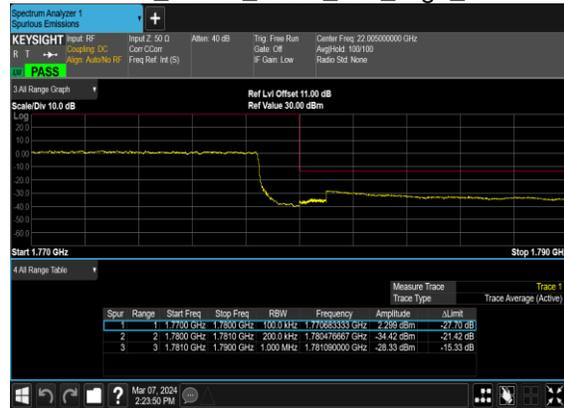 Spectrum Analyzer 1
Spurious Emissions
+
KEYSIGHT Input: RF Input Z: 50 Ω Atten: 40 dB Trig: Free Run Center Freq: 22.005000000 GHz
R T Coupling: DC Corr CCorr Gate: Off Avg|Hold: 100/100
Align: Auto/No RF Freq Ref: Int (S) IF Gain: Low Radio Std: None
PASS
3 All Range Graph
Ref Lvl Offset 11.00 dB
Scale/Div 10.0 dB Ref Value 30.00 dBm
Log
20.0
10.0
0.00
-10.0
-20.0
-30.0
-40.0
-50.0
-60.0
Start 1.770 GHz Stop 1.790 GH
4 All Range Table
Measure Trace Trace 1
Trace Type Trace Average (Active)
Spur Range Start Freq Stop Freq RBW Frequency Amplitude ΔLimit
1 1 1.7700 GHz 1.7800 GHz 100.0 kHz 1.770683333 GHz 2.299 dBm -27.70 dB
2 2 1.7800 GHz 1.7810 GHz 200.0 kHz 1.780476667 GHz -34.42 dBm -21.42 dB
3 3 1.7810 GHz 1.7900 GHz 1.000 MHz 1.781090000 GHz -28.33 dBm -15.33 dB
? Mar 07, 2024
2:23:50 PM